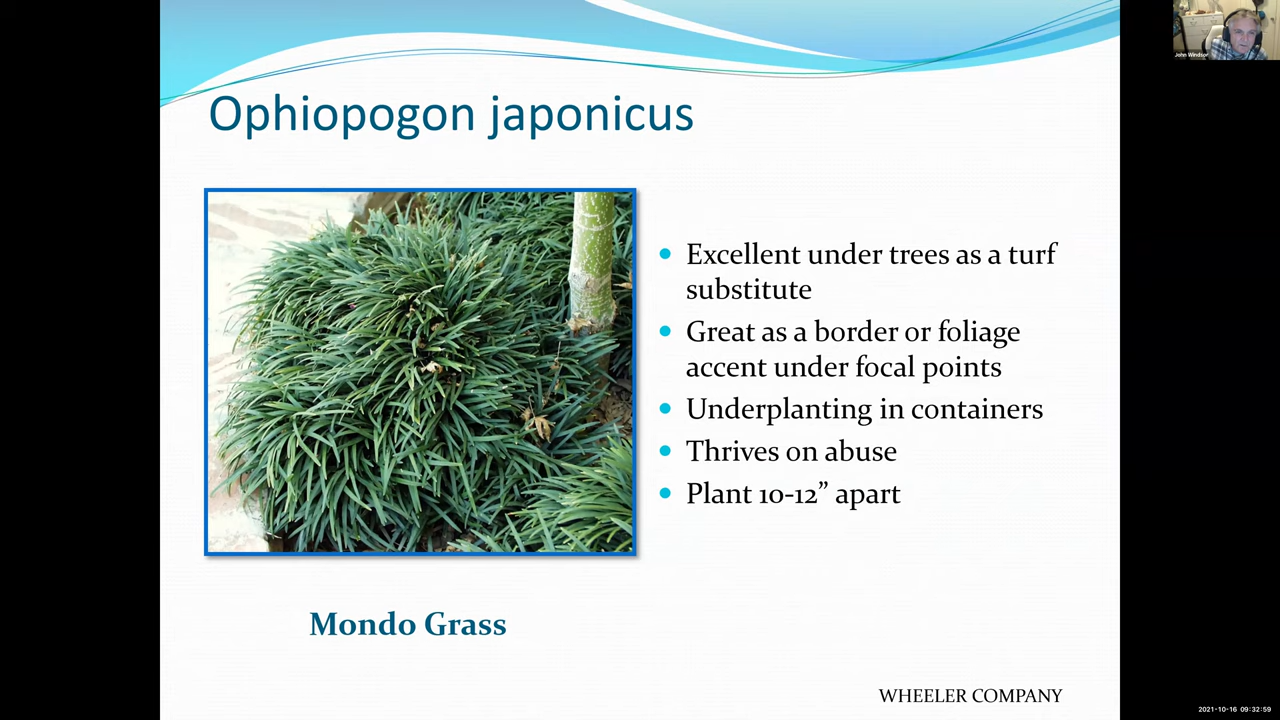 John Windsor
Ophiopogon japonicus
• Excellent under trees as a turf
substitute
• Great as a border or foliage
accent under focal points
• Underplanting in containers
• Thrives on abuse
• Plant 10-12” apart
Mondo Grass
WHEELER COMPANY
2021-10-16 09:32:59